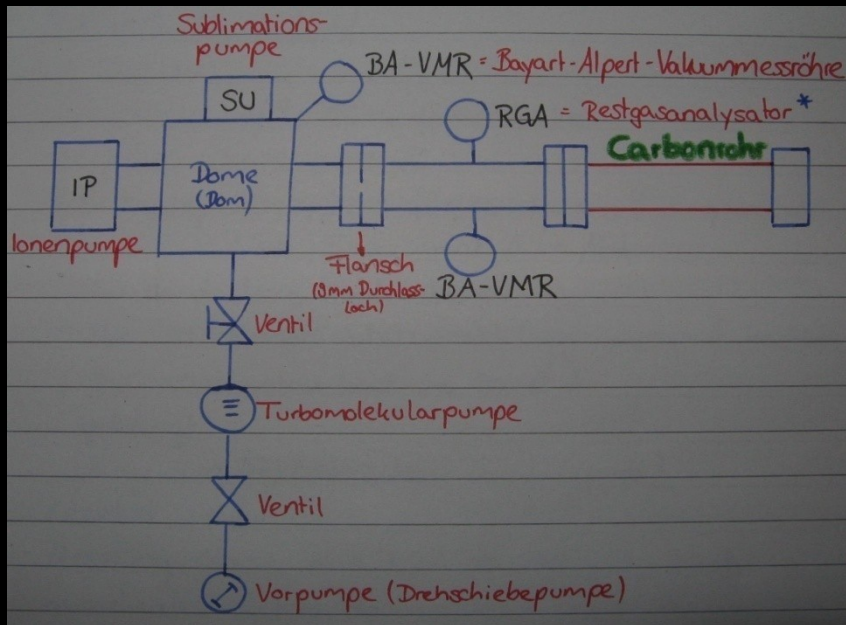 Sublimations-
pumpe
BA-VMR = Bayart-Alpert-Vakuummessröhre
SU
RGA = Restgasanalysator *
Carbonrohr
IP
Dome
(Dom)
Ionenpumpe
Flansch
(9mm Durchlass-
loch)
BA-VMR
Ventil
Turbomolekularpumpe
Ventil
Vorpumpe (Drehschiebepumpe)